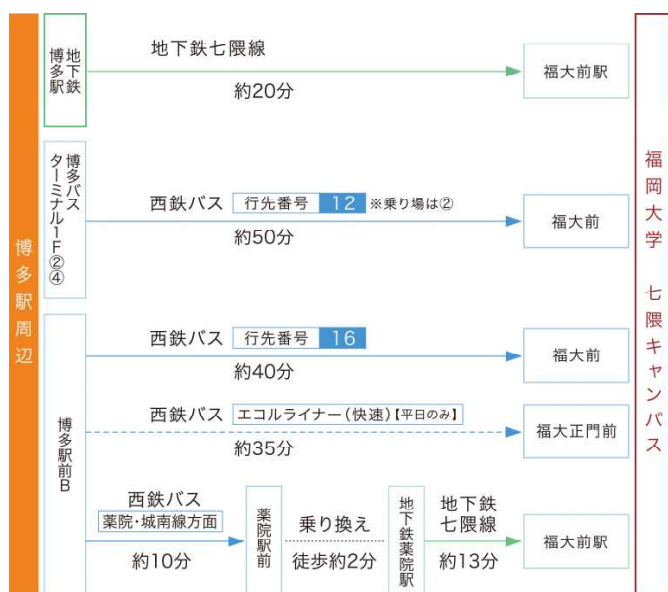 博多駅周辺
地下鉄
博多駅
地下鉄七隈線
約20分
福大前駅
博多バス
ターミナル1F②④
西鉄バス 行先番号 12 ※乗り場は②
約50分
福大前
博多駅前B
西鉄バス 行先番号 16
約40分
福大前
西鉄バス エコルライナー(快速)【平日のみ】
約35分
福大正門前
西鉄バス
薬院・城南線方面
約10分
薬院駅前
乗り換え
徒歩約2分
地下鉄薬院駅
地下鉄
七隈線
約13分
福大前駅
福岡大学 七隈キャンパス